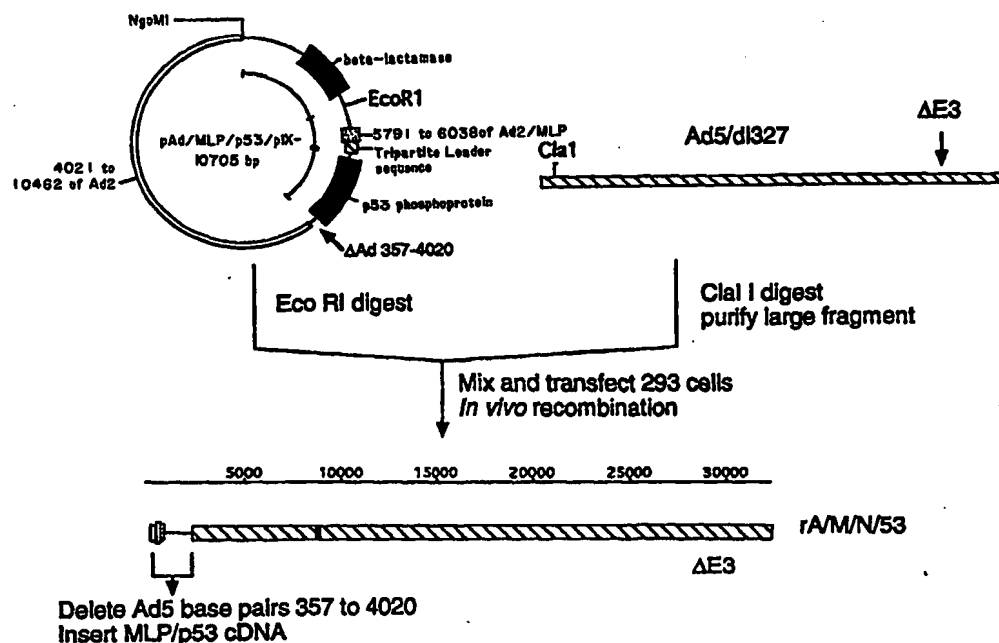 NgoMI
beta-lactamase
EcoR1
pAd/MLP/p53/pIX-
10705 bp
5791 to 6038of Ad2/MLP
Tripartite Leader
sequence
4021 to
10462 of Ad2
p53 phosphoprotein
ΔAd 357-4020
Ad5/dl327
ΔE3
Cla1
Eco RI digest
Clal I digest
purify large fragment
Mix and transfect 293 cells
In vivo recombination
5000 10000 15000 20000 25000 30000
rA/M/N/53
ΔE3
Delete Ad5 base pairs 357 to 4020
Insert MLP/p53 cDNA